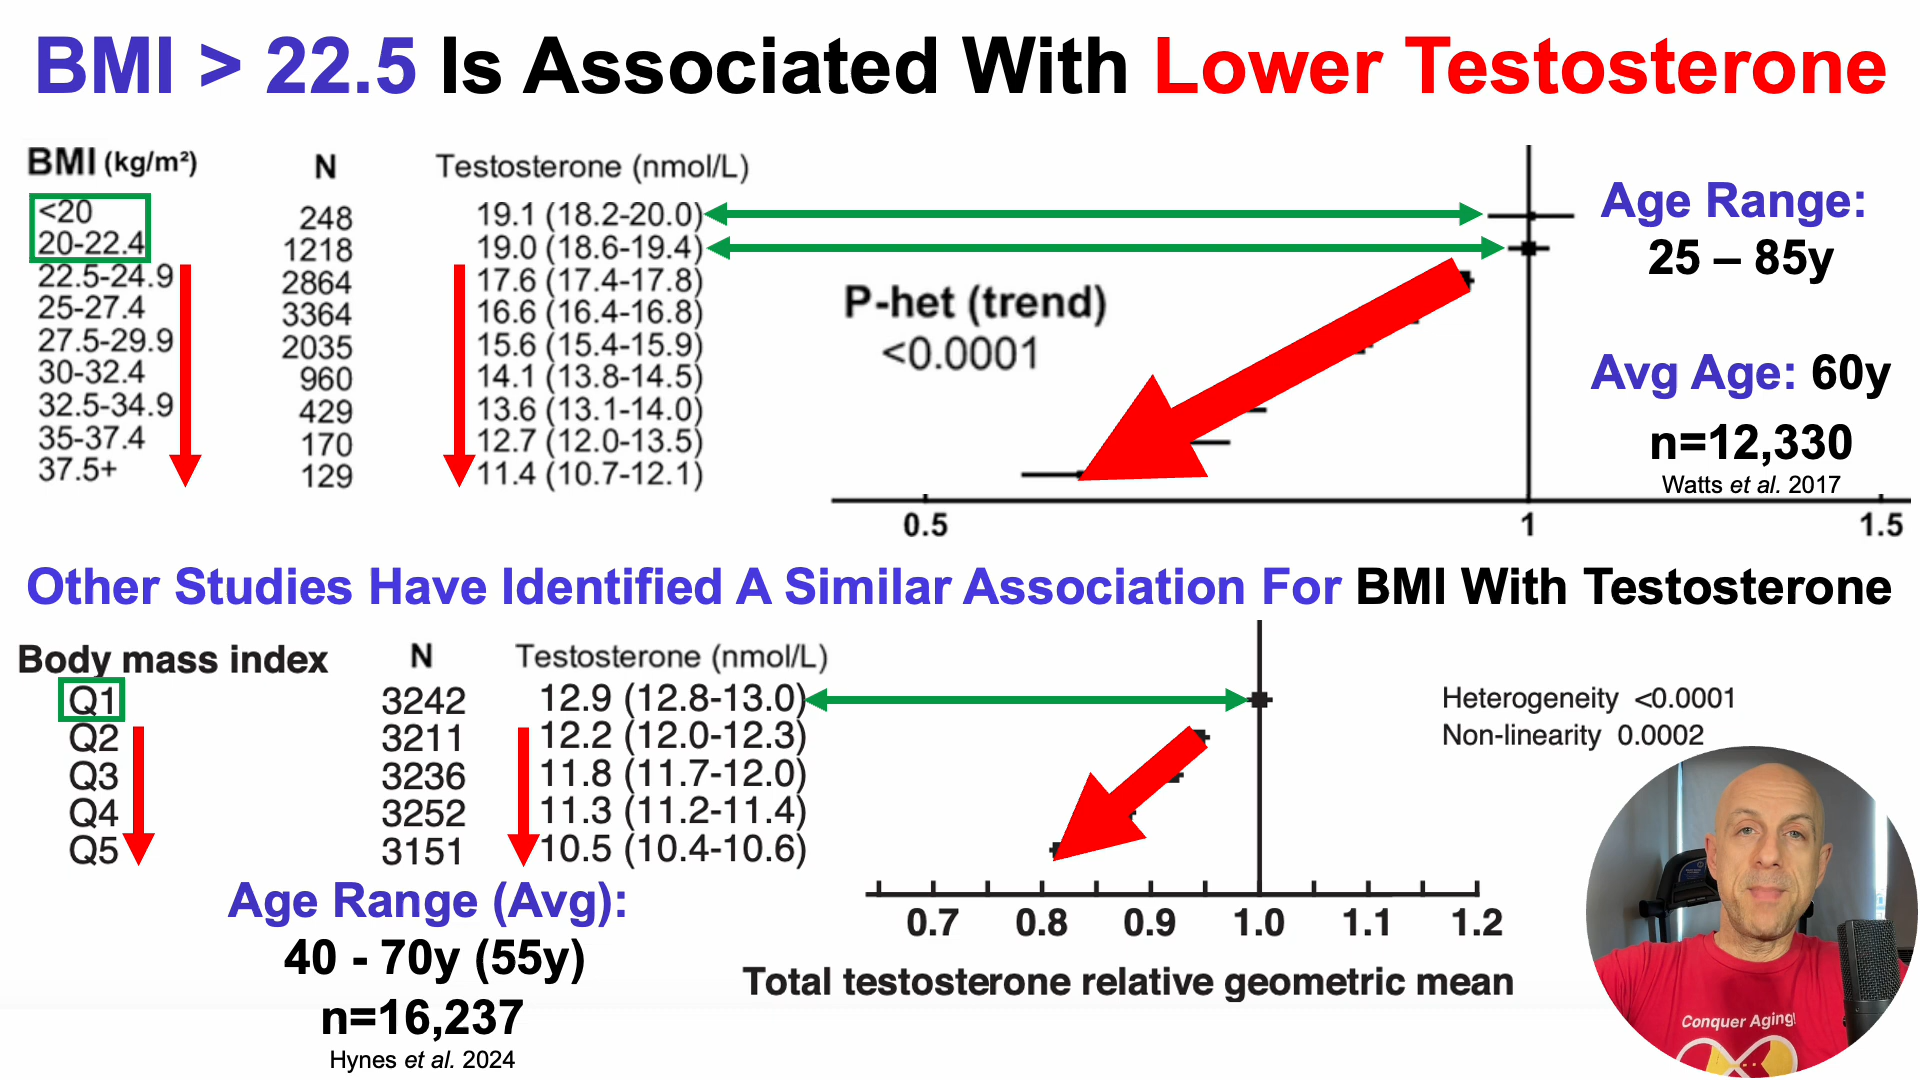 BMI > 22.5 Is Associated With Lower Testosterone
BMI (kg/m²) N Testosterone (nmol/L)
<20 248 19.1 (18.2-20.0)
20-22.4 1218 19.0 (18.6-19.4)
22.5-24.9 2864 17.6 (17.4-17.8)
25-27.4 3364 16.6 (16.4-16.8)
27.5-29.9 2035 15.6 (15.4-15.9)
30-32.4 960 14.1 (13.8-14.5)
32.5-34.9 429 13.6 (13.1-14.0)
35-37.4 170 12.7 (12.0-13.5)
37.5+ 129 11.4 (10.7-12.1)
P-het (trend)
<0.0001
0.5 1 1.5
Age Range:
25 – 85y
Avg Age: 60y
n=12,330
Watts et al. 2017
Other Studies Have Identified A Similar Association For BMI With Testosterone
Body mass index N Testosterone (nmol/L)
Q1 3242 12.9 (12.8-13.0)
Q2 3211 12.2 (12.0-12.3)
Q3 3236 11.8 (11.7-12.0)
Q4 3252 11.3 (11.2-11.4)
Q5 3151 10.5 (10.4-10.6)
Heterogeneity <0.0001
Non-linearity 0.0002
0.7 0.8 0.9 1.0 1.1 1.2
Total testosterone relative geometric mean
Age Range (Avg):
40 - 70y (55y)
n=16,237
Hynes et al. 2024
Conquer Aging